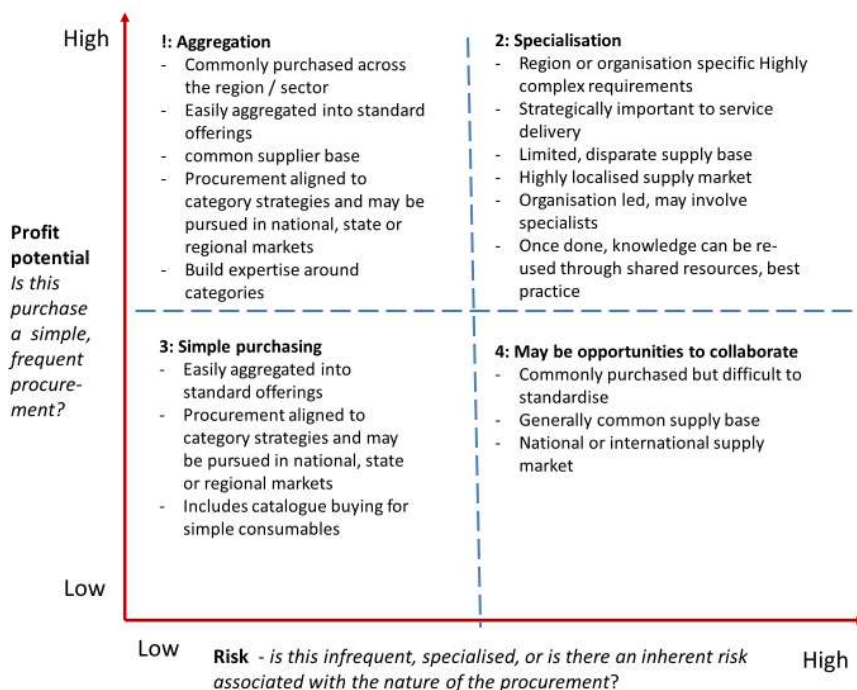 High
!: Aggregation
- Commonly purchased across
the region / sector
- Easily aggregated into standard
offerings
- common supplier base
- Procurement aligned to
category strategies and may be
pursued in national, state or
regional markets
- Build expertise around
categories
2: Specialisation
- Region or organisation specific Highly
complex requirements
- Strategically important to service
delivery
- Limited, disparate supply base
- Highly localised supply market
- Organisation led, may involve
specialists
- Once done, knowledge can be re-
used through shared resources, best
practice
Profit
potential
Is this
purchase
a simple,
frequent
procure-
ment?
3: Simple purchasing
- Easily aggregated into
standard offerings
- Procurement aligned to
category strategies and may
be pursued in national, state
or regional markets
- Includes catalogue buying for
simple consumables
4: May be opportunities to collaborate
- Commonly purchased but difficult to
standardise
- Generally common supply base
- National or international supply
market
Low
Low
Risk - is this infrequent, specialised, or is there an inherent risk
associated with the nature of the procurement?
High